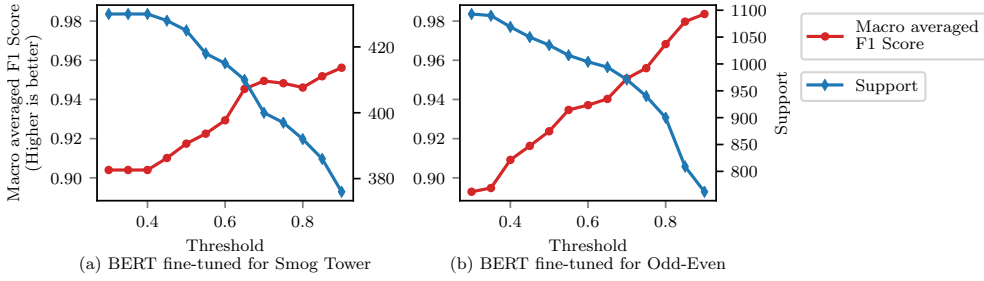 Macro averaged F1 Score
(Higher is better)
0.98
0.96
0.94
0.92
0.90
420
400
380
0.4
0.6
0.8
Threshold
(a) BERT fine-tuned for Smog Tower
0.98
0.96
0.94
0.92
0.90
1100
1050
1000
950
900
850
800
Support
0.4
0.6
0.8
Threshold
(b) BERT fine-tuned for Odd-Even
Macro averaged
F1 Score
Support